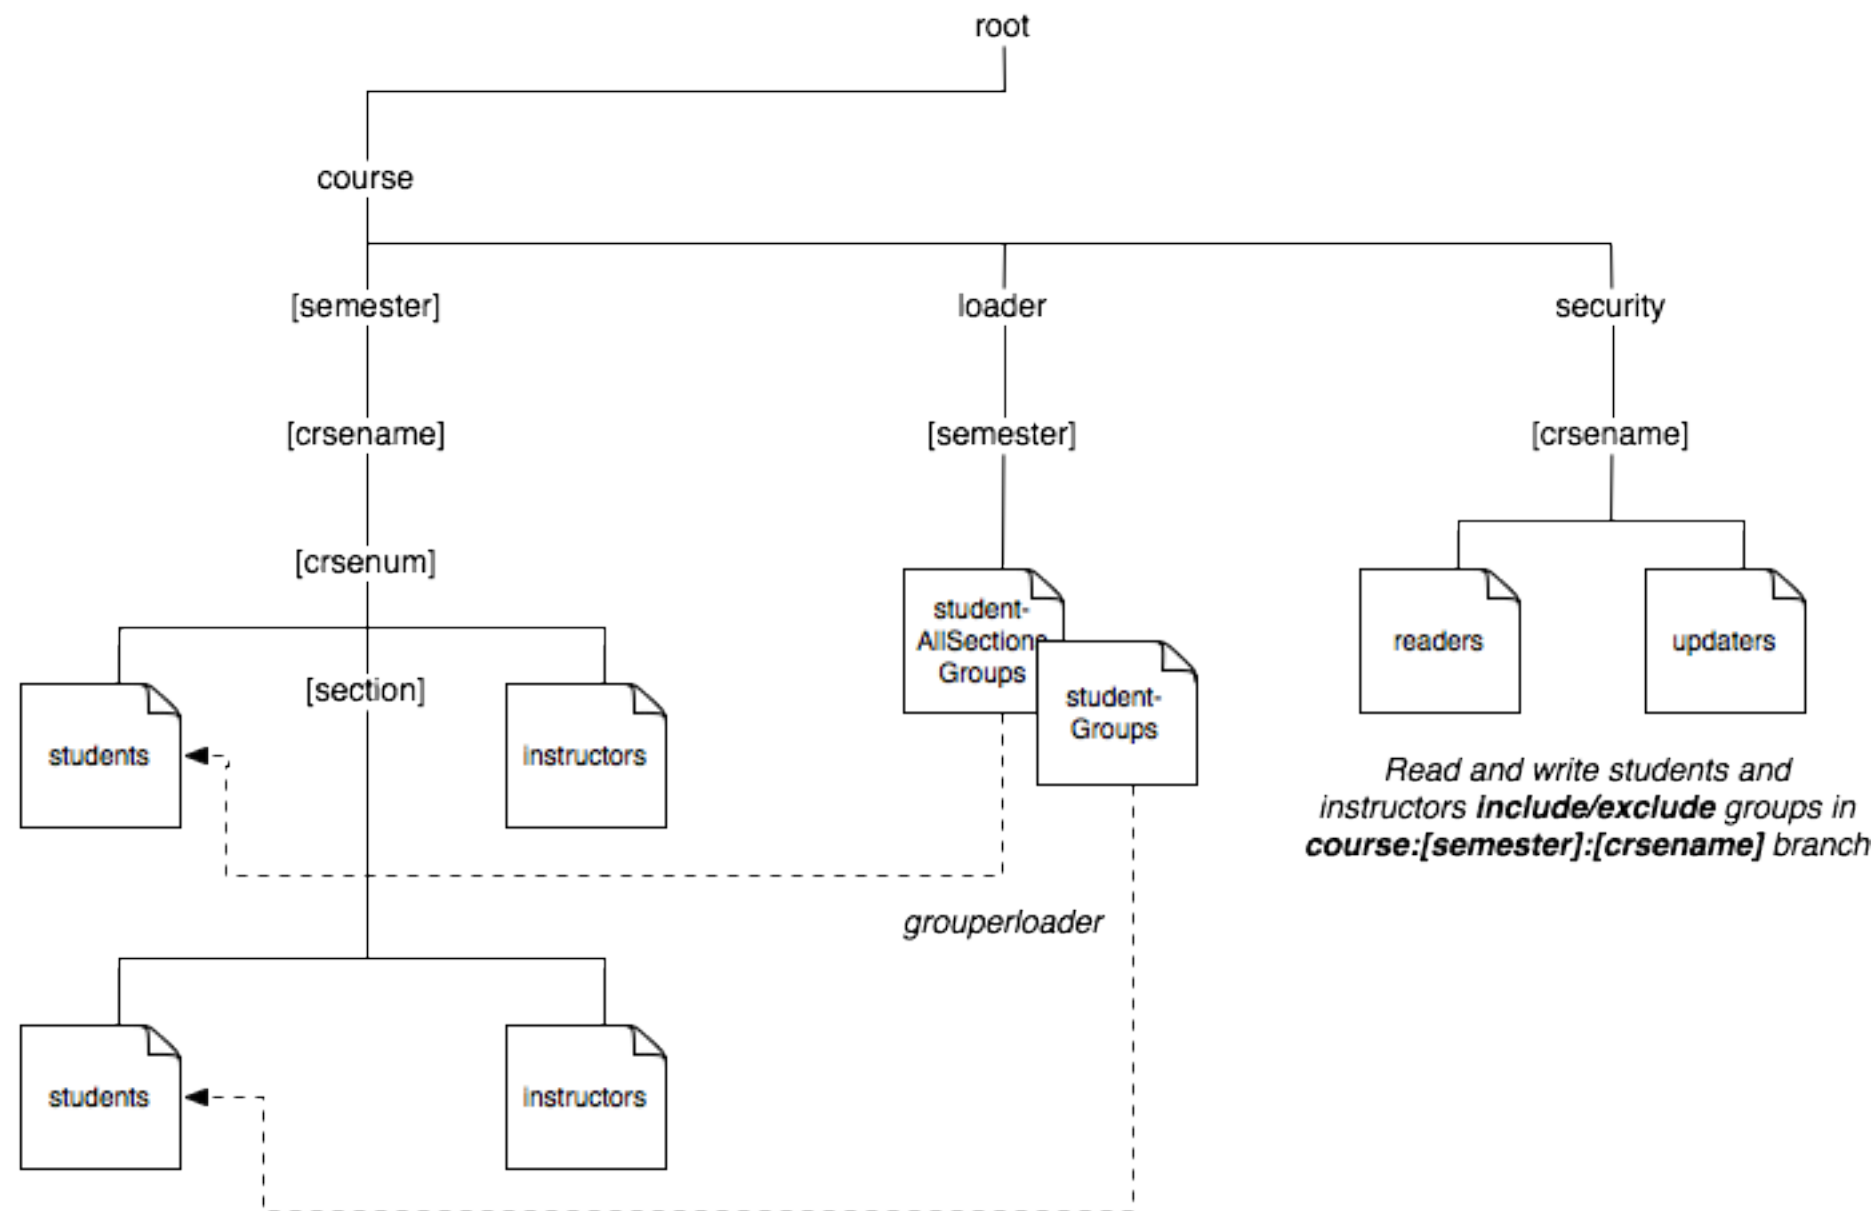 root
course
[semester]
loader
security
[crsename]
[semester]
[crsename]
[crsenum]
student-
AllSections
Groups
readers
updaters
[section]
student-
Groups
students
instructors
Read and write students and
instructors include/exclude groups in
course:[semester]:[crsename] branch
grouperloader
students
instructors